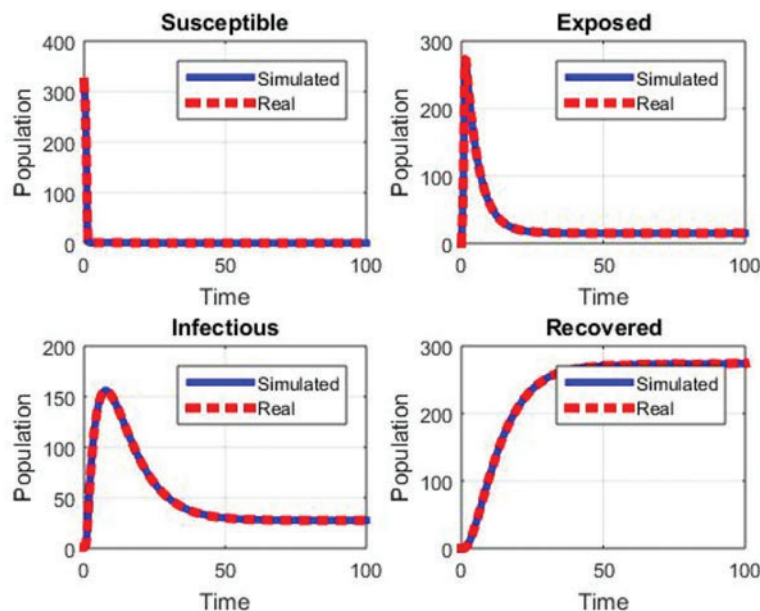 Susceptible
400
300
200
100
0
Population
Simulated
Real
0
50
100
Time
Exposed
300
200
100
0
Population
Simulated
Real
0
50
100
Time
Infectious
200
150
100
50
0
Population
Simulated
Real
0
50
100
Time
Recovered
300
200
100
0
Population
Simulated
Real
0
50
100
Time